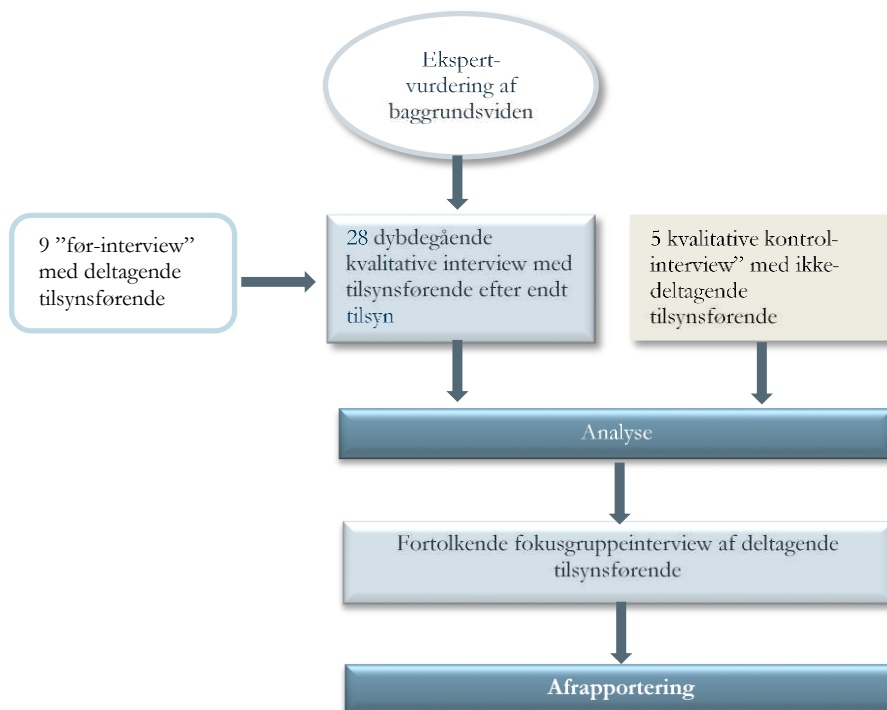 Ekspert-
vurdering af
baggrundsviden
9 ”før-interview”
med deltagende
tilsynsførende
28 dybdegående
kvalitative interview med
tilsynsførende efter endt
tilsyn
5 kvalitative kontrol-
interview” med ikke-
deltagende
tilsynsførende
Analyse
Fortolkende fokusgruppeinterview af deltagende
tilsynsførende
Afrapportering